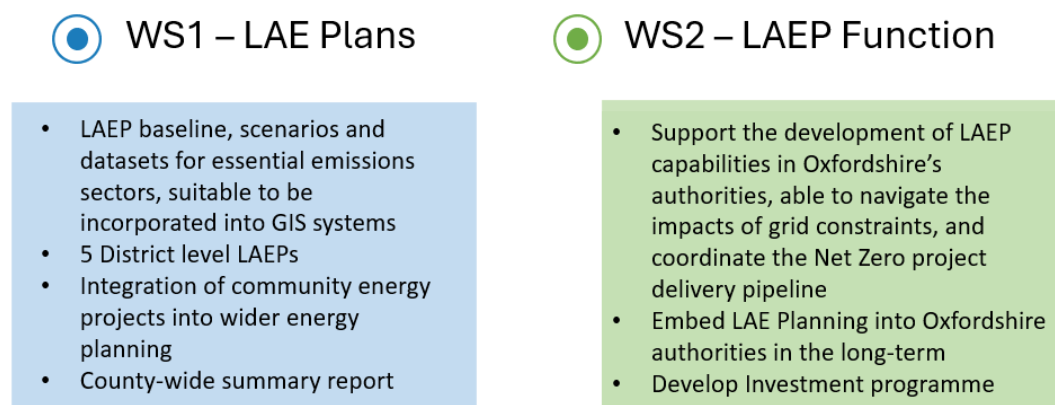 WS1 – LAE Plans
• LAEP baseline, scenarios and
datasets for essential emissions
sectors, suitable to be
incorporated into GIS systems
• 5 District level LAEPs
• Integration of community energy
projects into wider energy
planning
• County-wide summary report
WS2 – LAEP Function
• Support the development of LAEP
capabilities in Oxfordshire’s
authorities, able to navigate the
impacts of grid constraints, and
coordinate the Net Zero project
delivery pipeline
• Embed LAE Planning into Oxfordshire
authorities in the long-term
• Develop Investment programme